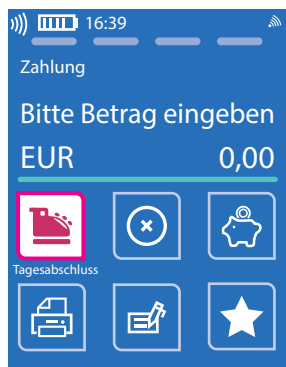 16:39
Zahlung
Bitte Betrag eingeben
EUR 0,00
Tagesabschluss